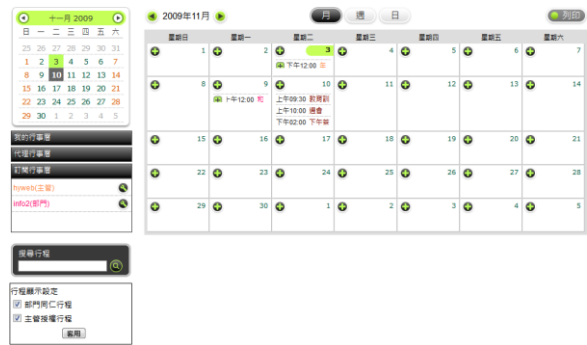 十一月 2009
日 一 二 三 四 五 六
25 26 27 28 29 30 31
1 2 3 4 5 6 7
8 9 10 11 12 13 14
15 16 17 18 19 20 21
22 23 24 25 26 27 28
29 30 1 2 3 4 5
我的行事曆
代理行事曆
訂閱行事曆
hyweb(主管)
info2(部門)
搜尋行程
行程顯示設定
部門同仁行程
主管授權行程
套用
2009年11月
月 週 日
列印
星期日 星期一 星期二 星期三 星期四 星期五 星期六
1 2 3 4 5 6 7
下午12:00
8 9 10 11 12 13 14
上午12:00
上午09:30
上午10:00 週會
下午02:00 下午茶
15 16 17 18 19 20 21
22 23 24 25 26 27 28
29 30 1 2 3 4 5